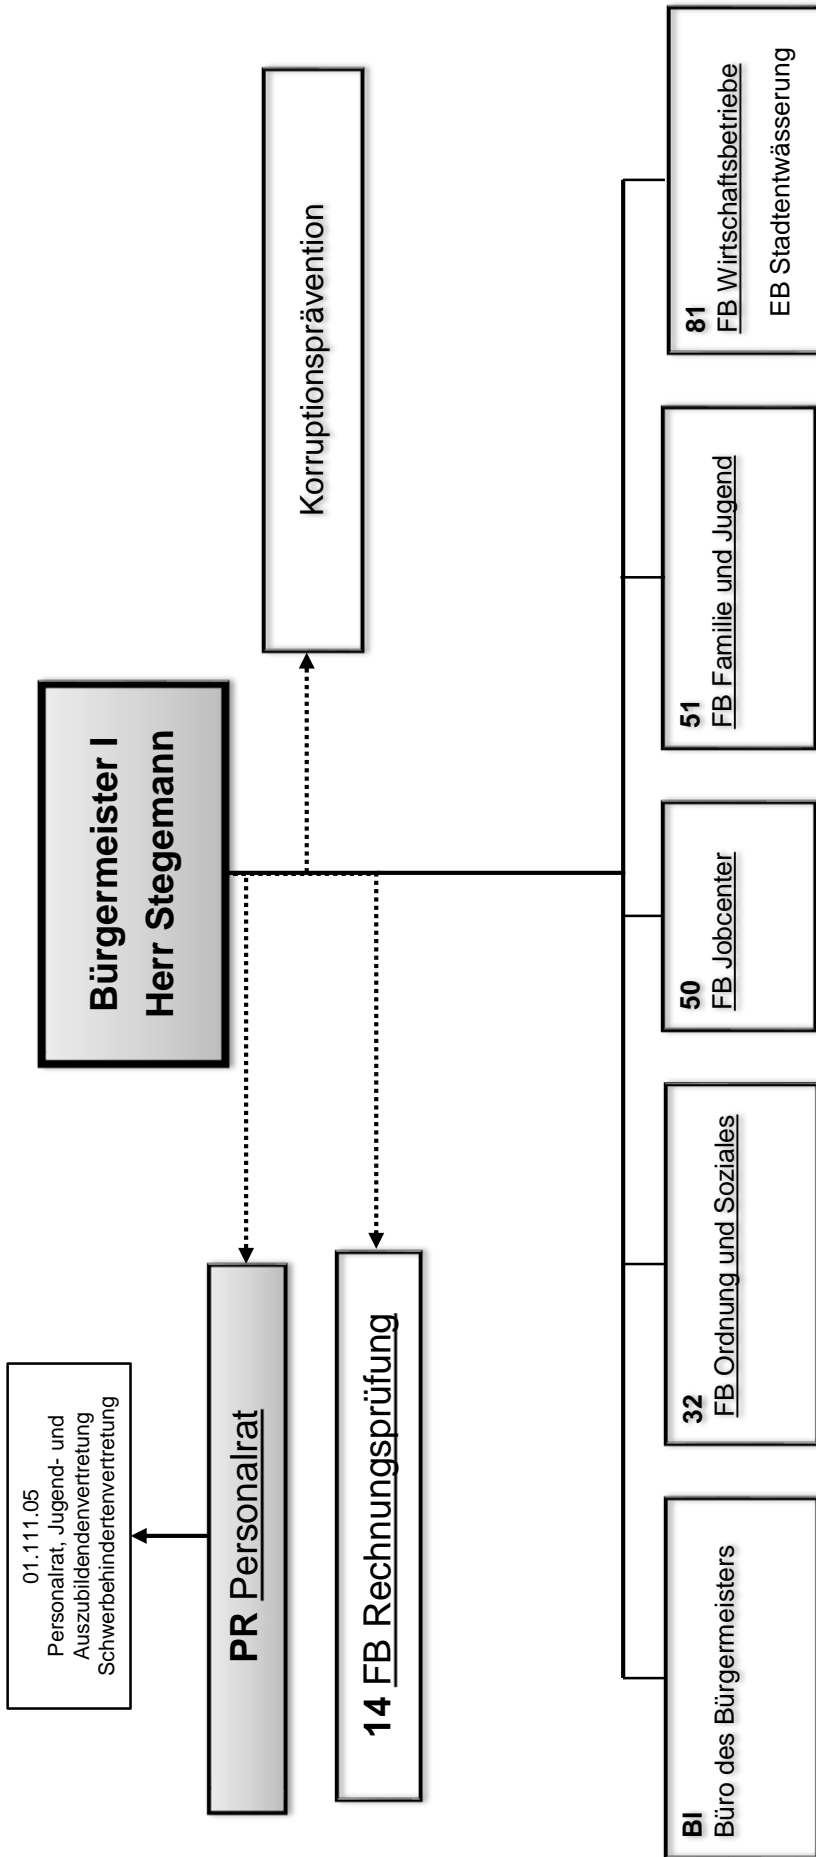 Bürgermeister I
Herr Stegemann
01.111.05
Personalrat, Jugend- und
Auszubildendenvertretung
Schwerbehindertenvertretung
PR Personalrat
Korruptionsprävention
14 FB Rechnungsprüfung
BI
Büro des Bürgermeisters
32
FB Ordnung und Soziales
50
FB Jobcenter
51
FB Familie und Jugend
81
FB Wirtschaftsbetriebe
EB Stadtentwässerung